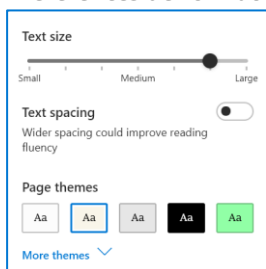 Text size
Small Medium Large
Text spacing
Wider spacing could improve reading
fluency
Page themes
Aa Aa Aa Aa Aa
More themes